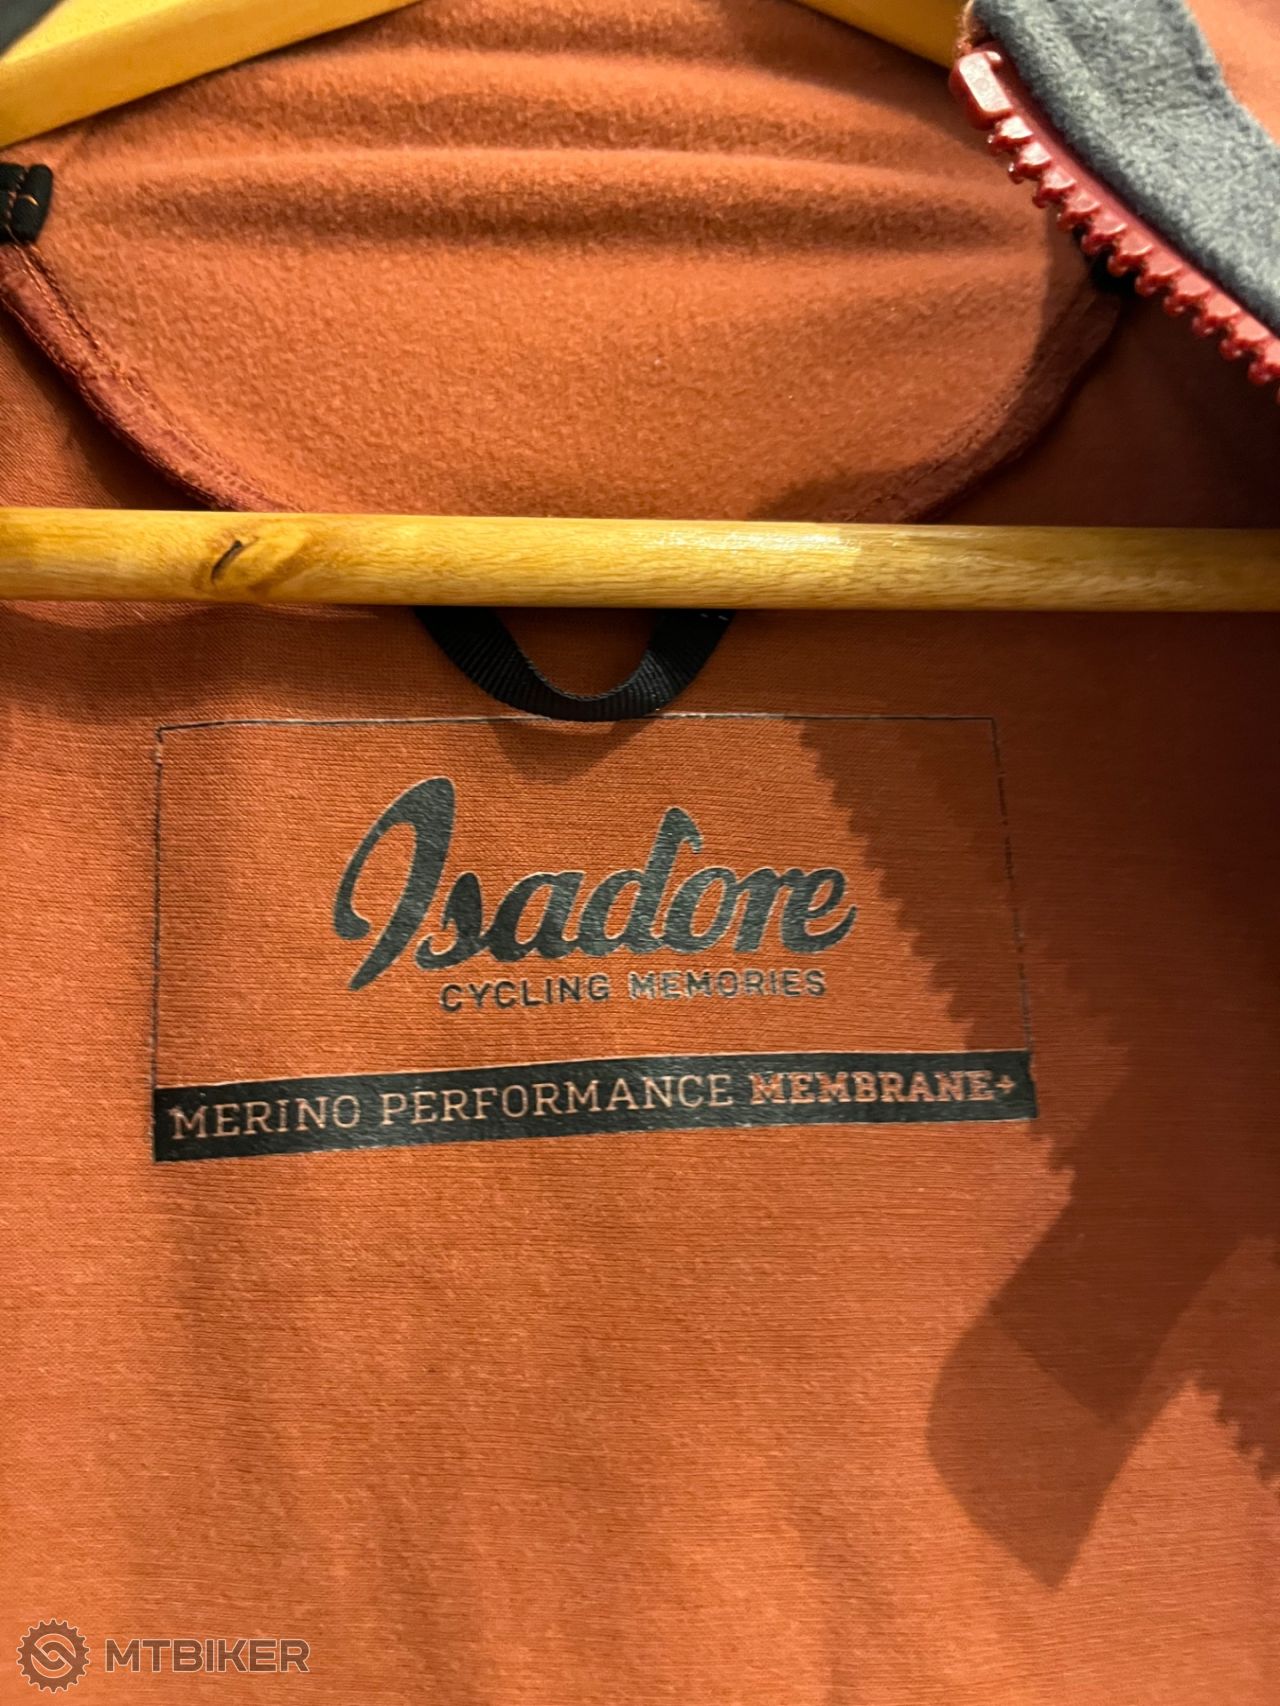 Isadore
CYCLING MEMORIES
MERINO PERFORMANCE MEMBRANE+
MTBIKER